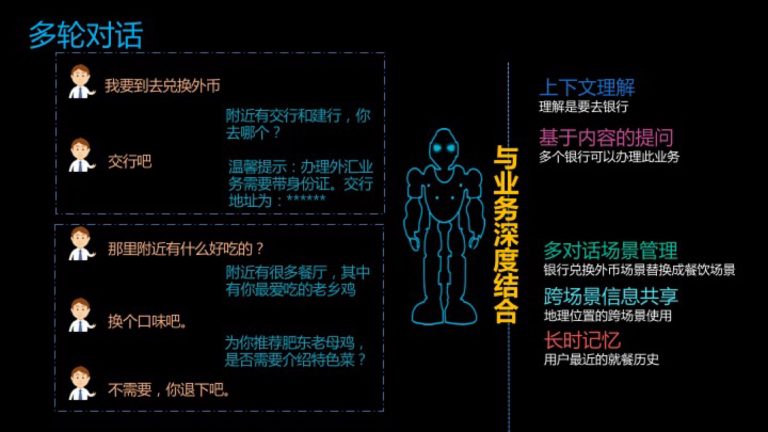 多轮对话
我要到去兑换外币
附近有交行和建行，你
去哪个？
交行吧
温馨提示：办理外汇业
务需要带身份证。交行
地址为：******
那里附近有什么好吃的？
附近有很多餐厅，其中
有你最爱吃的老乡鸡
换个口味吧。
为你推荐肥东老母鸡，
是否需要介绍特色菜？
不需要，你退下吧。
与业务深度结合
上下文理解
理解是要去银行
基于内容的提问
多个银行可以办理此业务
多对话场景管理
银行兑换外币场景替换成餐饮场景
跨场景信息共享
地理位置的跨场景使用
长时记忆
用户最近的就餐历史